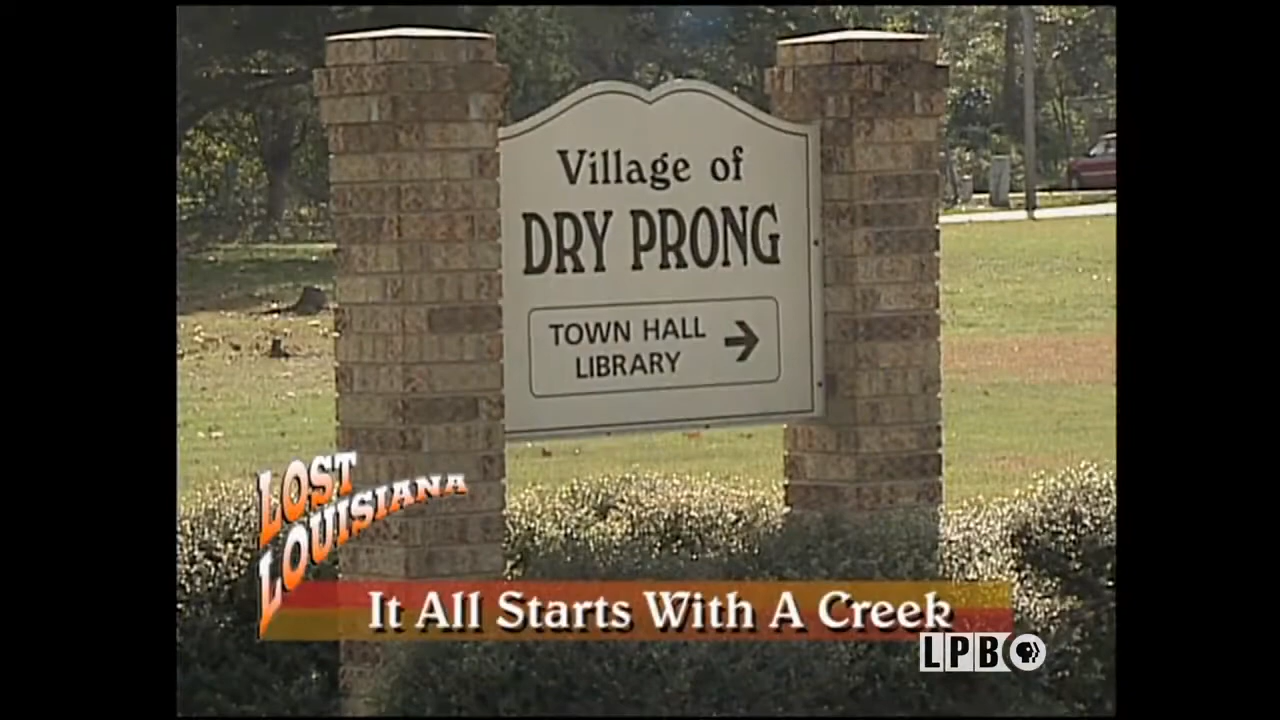 Village of
DRY PRONG
TOWN HALL
LIBRARY
LOST
LOUISIANA
It All Starts With A Creek
LPB